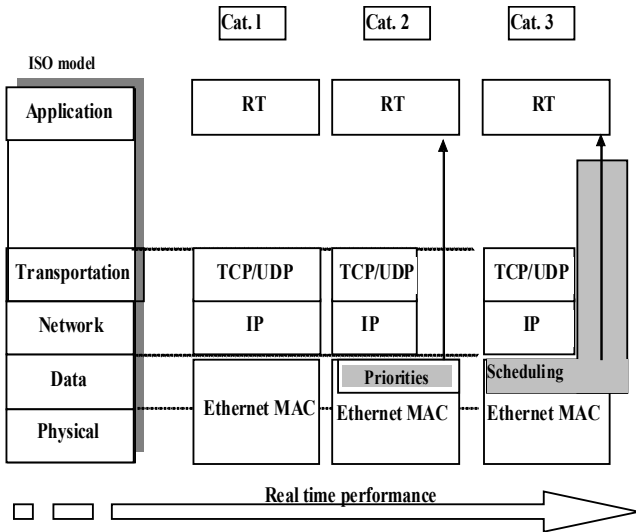 Cat. 1 Cat. 2 Cat. 3
ISO model
Application RT RT RT
Transportation TCP/UDP TCP/UDP TCP/UDP
Network IP IP IP
Data Priorities Scheduling
Ethernet MAC Ethernet MAC Ethernet MAC
Physical
Real time performance